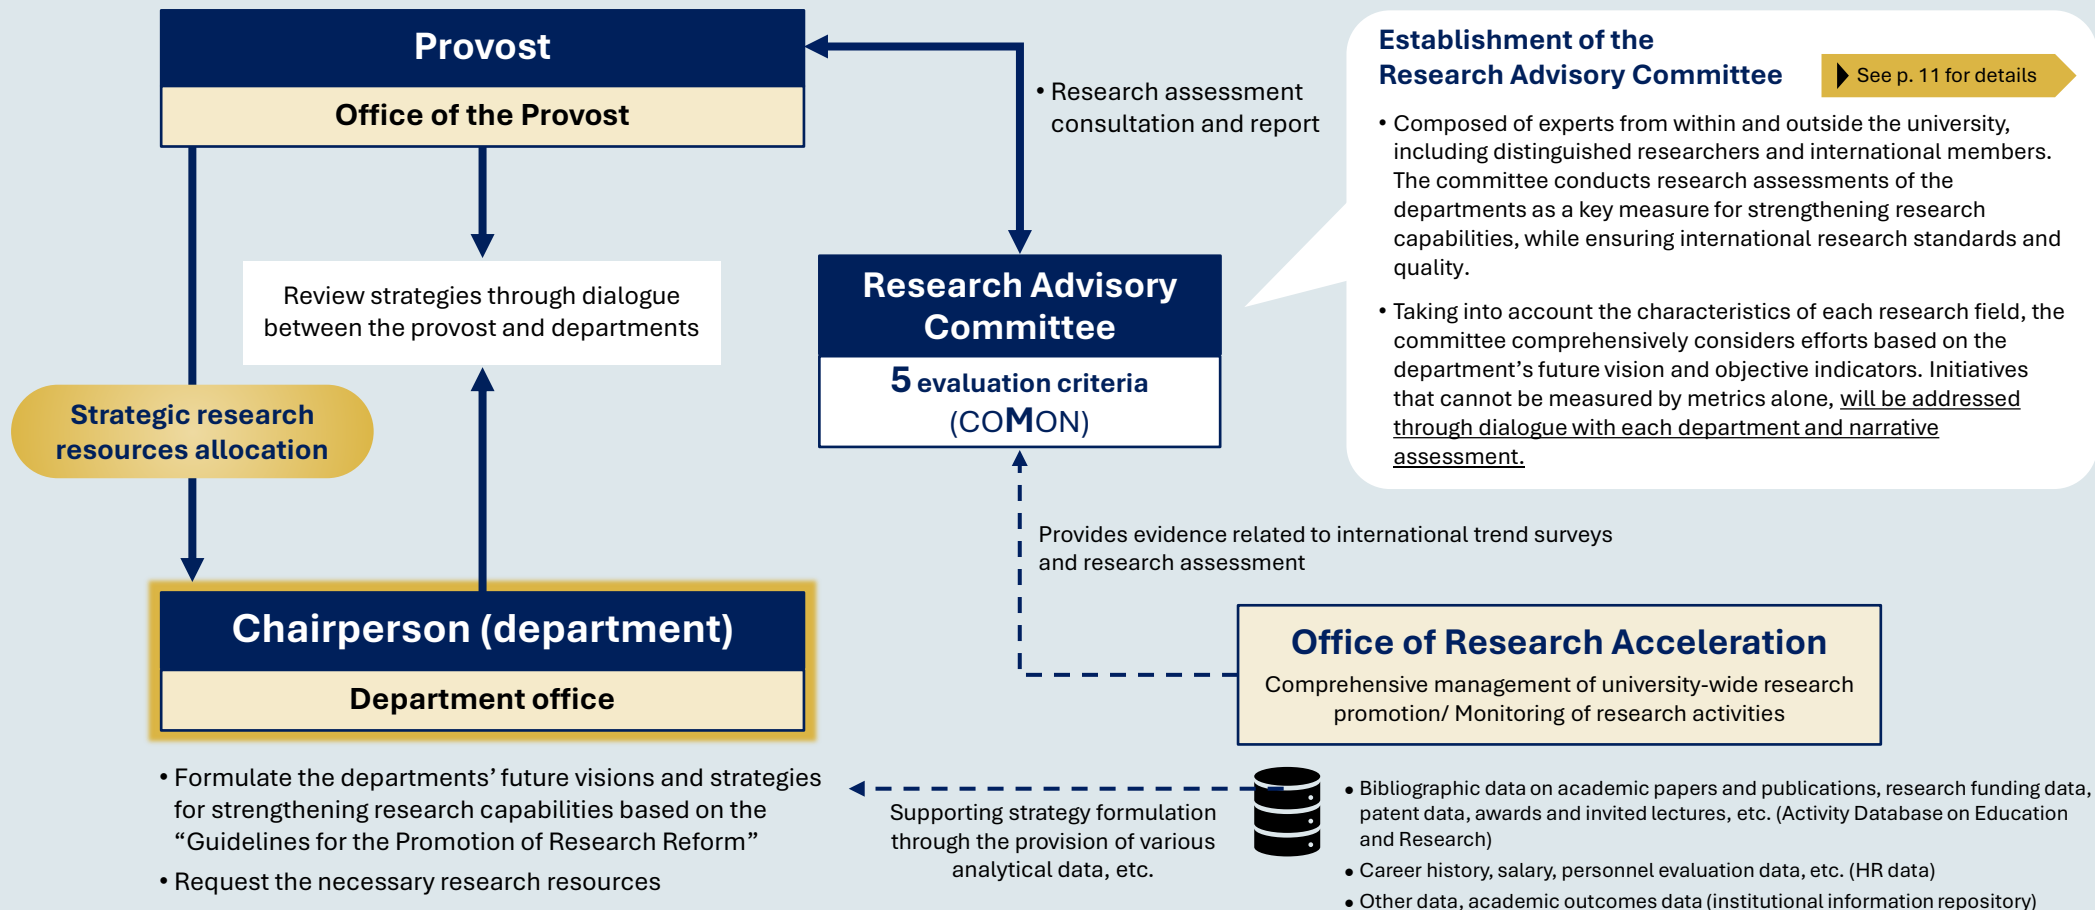 Provost
Office of the Provost
• Research assessment
consultation and report
Establishment of the
Research Advisory Committee
See p. 11 for details
• Composed of experts from within and outside the university,
including distinguished researchers and international members.
The committee conducts research assessments of the
departments as a key measure for strengthening research
capabilities, while ensuring international research standards and
quality.
• Taking into account the characteristics of each research field, the
committee comprehensively considers efforts based on the
department's future vision and objective indicators. Initiatives
that cannot be measured by metrics alone, will be addressed
through dialogue with each department and narrative
assessment.
Review strategies through dialogue
between the provost and departments
Research Advisory
Committee
5 evaluation criteria
(COMON)
Strategic research
resources allocation
Provides evidence related to international trend surveys
and research assessment
Chairperson (department)
Department office
Office of Research Acceleration
Comprehensive management of university-wide research
promotion/ Monitoring of research activities
• Formulate the departments' future visions and strategies
for strengthening research capabilities based on the
“Guidelines for the Promotion of Research Reform”
• Request the necessary research resources
Supporting strategy formulation
through the provision of various
analytical data, etc.
• Bibliographic data on academic papers and publications, research funding data,
patent data, awards and invited lectures, etc. (Activity Database on Education
and Research)
• Career history, salary, personnel evaluation data, etc. (HR data)
• Other data, academic outcomes data (institutional information repository)